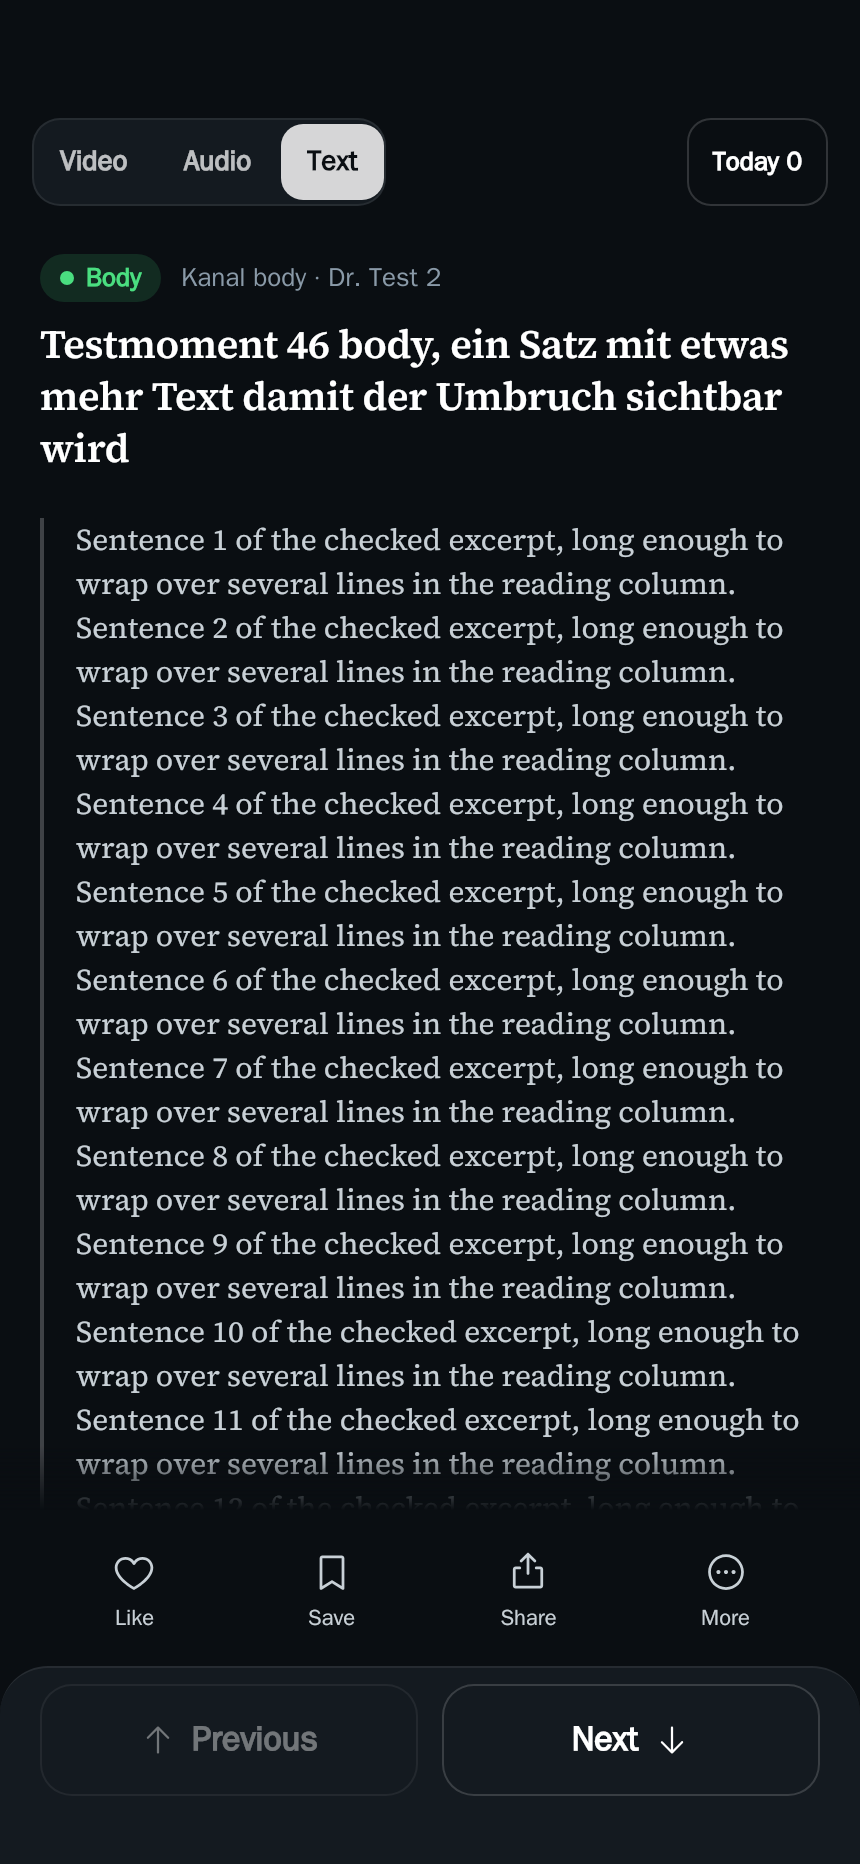 Video Audio Text Today 0
Body Kanal body · Dr. Test 2
Testmoment 46 body, ein Satz mit etwas
mehr Text damit der Umbruch sichtbar
wird
Sentence 1 of the checked excerpt, long enough to
wrap over several lines in the reading column.
Sentence 2 of the checked excerpt, long enough to
wrap over several lines in the reading column.
Sentence 3 of the checked excerpt, long enough to
wrap over several lines in the reading column.
Sentence 4 of the checked excerpt, long enough to
wrap over several lines in the reading column.
Sentence 5 of the checked excerpt, long enough to
wrap over several lines in the reading column.
Sentence 6 of the checked excerpt, long enough to
wrap over several lines in the reading column.
Sentence 7 of the checked excerpt, long enough to
wrap over several lines in the reading column.
Sentence 8 of the checked excerpt, long enough to
wrap over several lines in the reading column.
Sentence 9 of the checked excerpt, long enough to
wrap over several lines in the reading column.
Sentence 10 of the checked excerpt, long enough to
wrap over several lines in the reading column.
Sentence 11 of the checked excerpt, long enough to
wrap over several lines in the reading column.
Sentence 12 of the checked excerpt, long enough to
Like Save Share More
Previous Next